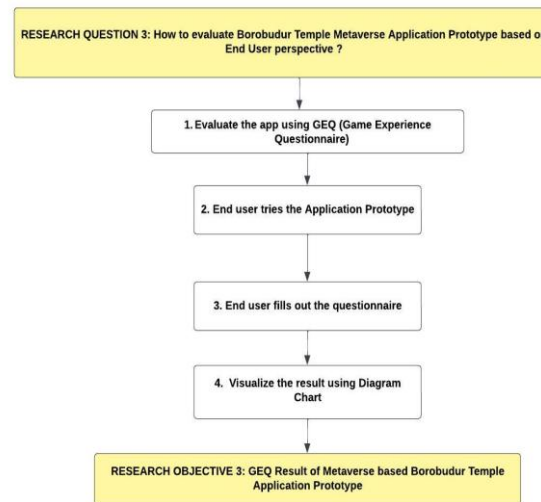 RESEARCH QUESTION 3: How to evaluate Borobudur Temple Metaverse Application Prototype based o
End User perspective ?
1. Evaluate the app using GEQ (Game Experience
Questionnaire)
2. End user tries the Application Prototype
3. End user fills out the questionnaire
4. Visualize the result using Diagram
Chart
RESEARCH OBJECTIVE 3: GEQ Result of Metaverse based Borobudur Temple
Application Prototype